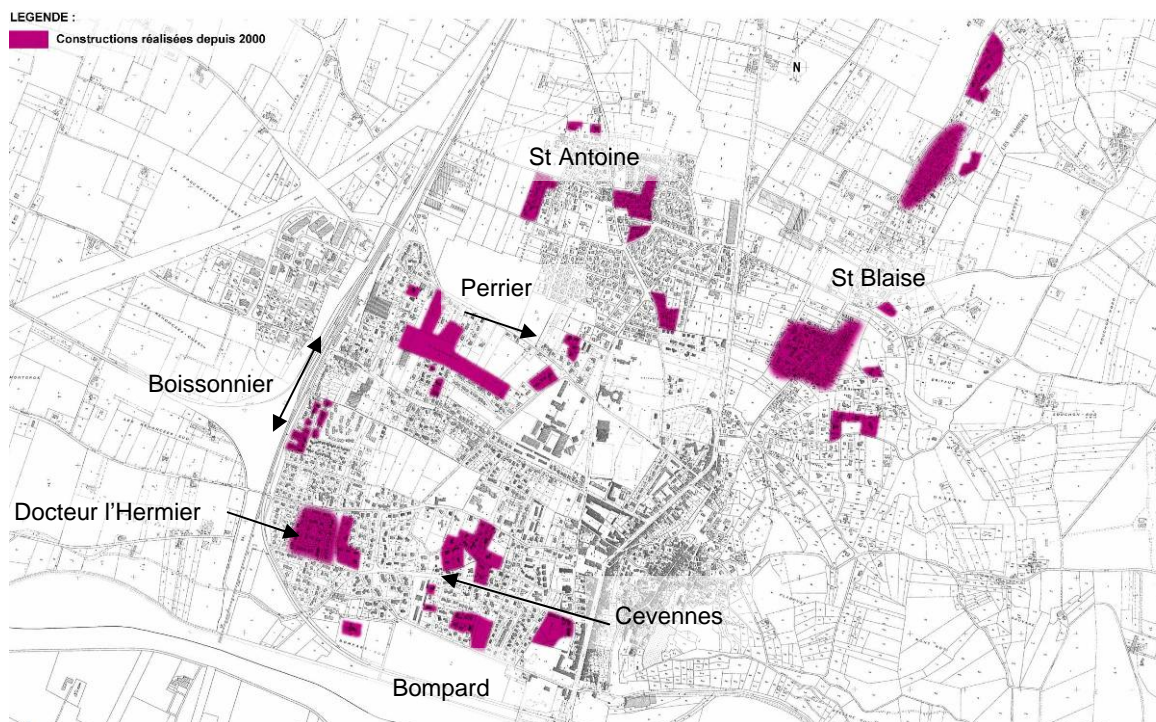 LEGENDE :
Constructions réalisées depuis 2000
N
St Antoine
St Blaise
Perrier
Boissonnier
Docteur l'Hermier
Cevennes
Bompard